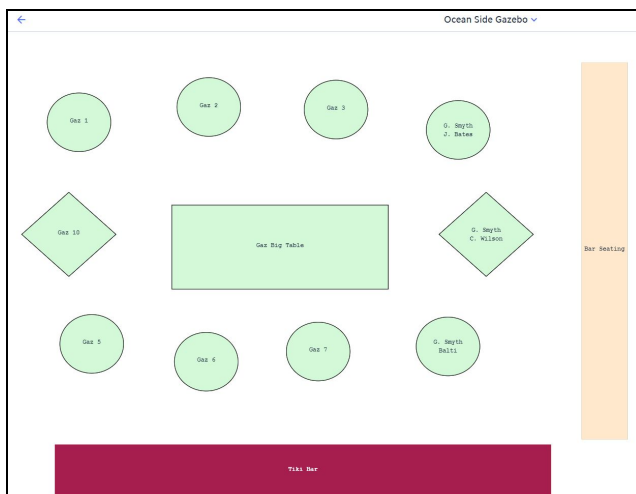 Ocean Side Gazebo
Gaz 1
Gaz 2
Gaz 3
G. Smyth
J. Bates
Gaz 10
Gaz Big Table
G. Smyth
C. Wilson
Bar Seating
Gaz 5
Gaz 6
Gaz 7
G. Smyth
Balti
Tiki Bar